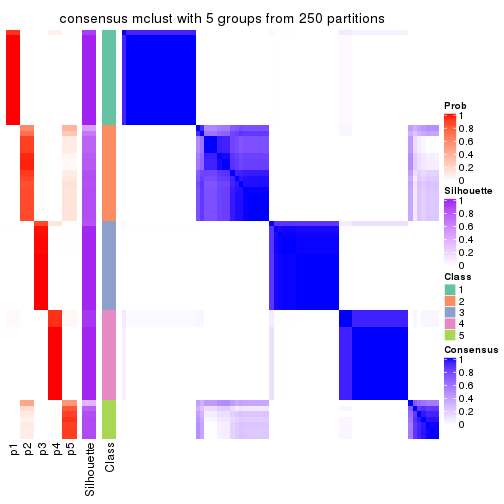 consensus mclust with 5 groups from 250 partitions
Prob
1
0.8
0.6
0.4
0.2
0
Silhouette
1
0.8
0.6
0.4
0.2
0
Class
1
2
3
4
5
Consensus
1
0.8
0.6
0.4
0.2
0
p1
p2
p3
p4
p5
Silhouette
Class